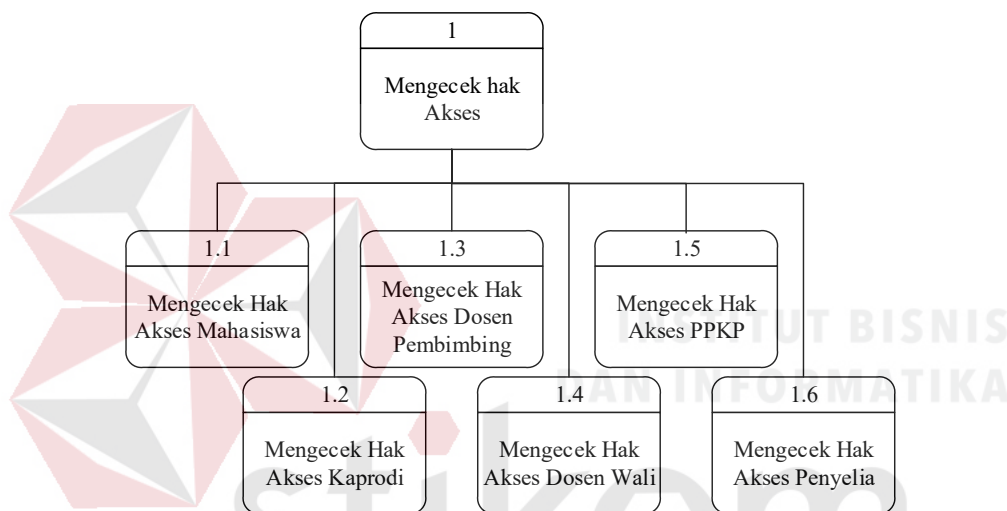 1
Mengecek hak
Akses
1.1
Mengecek Hak
Akses Mahasiswa
1.3
Mengecek Hak
Akses Dosen
Pembimbing
1.5
Mengecek Hak
Akses PPKP
1.2
Mengecek Hak
Akses Kaprodi
1.4
Mengecek Hak
Akses Dosen Wali
1.6
Mengecek Hak
Akses Penyelia
INSTITUT BISNIS
DAN INFORMATIKA
stikom